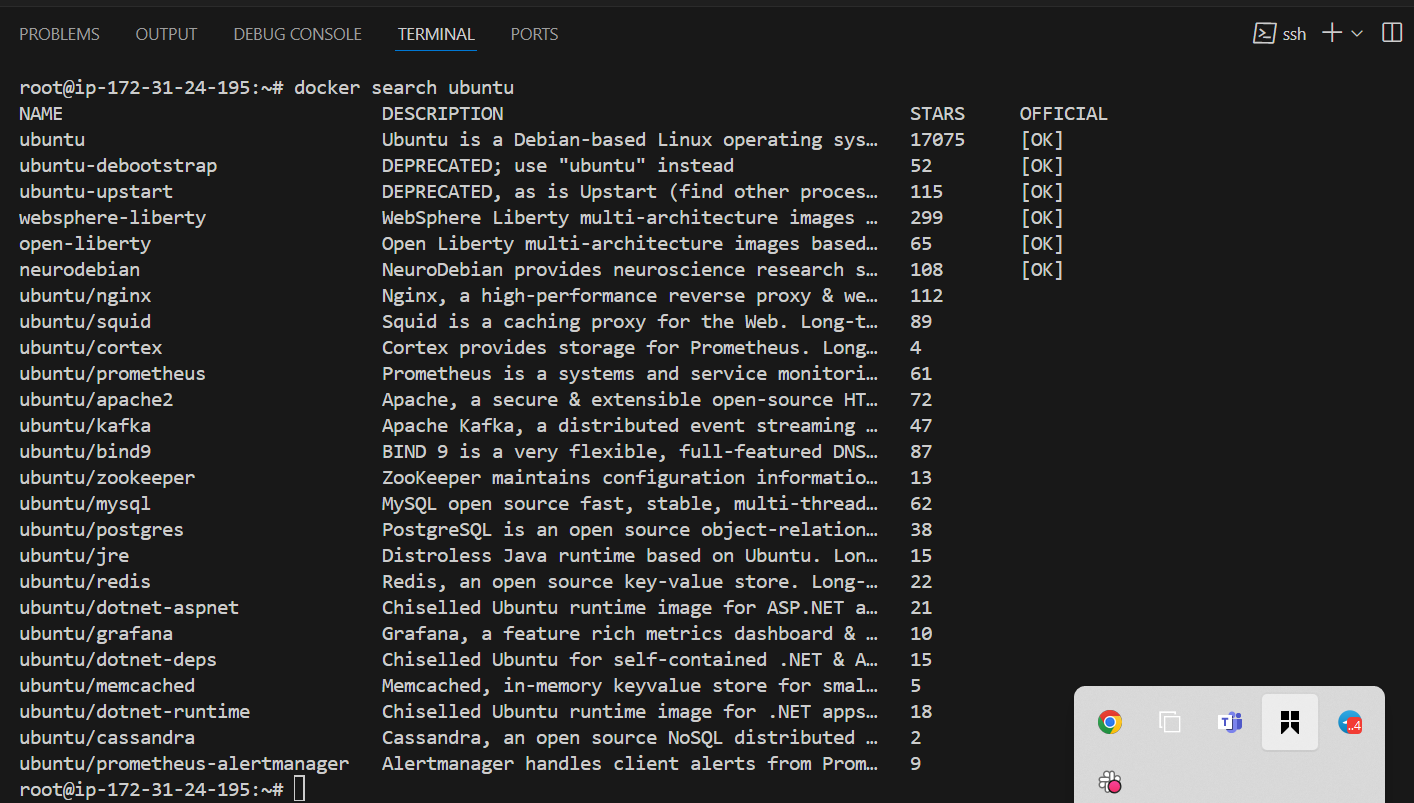 PROBLEMS OUTPUT DEBUG CONSOLE TERMINAL PORTS ssh
root@ip-172-31-24-195:~# docker search ubuntu
NAME DESCRIPTION STARS OFFICIAL
ubuntu Ubuntu is a Debian-based Linux operating sys… 17075 [OK]
ubuntu-debootstrap DEPRECATED; use "ubuntu" instead 52 [OK]
ubuntu-upstart DEPRECATED, as is Upstart (find other proces… 115 [OK]
websphere-liberty WebSphere Liberty multi-architecture images … 299 [OK]
open-liberty Open Liberty multi-architecture images based… 65 [OK]
neurodebian NeuroDebian provides neuroscience research s… 108 [OK]
ubuntu/nginx Nginx, a high-performance reverse proxy & we… 112
ubuntu/squid Squid is a caching proxy for the Web. Long-t… 89
ubuntu/cortex Cortex provides storage for Prometheus. Long… 4
ubuntu/prometheus Prometheus is a systems and service monitori… 61
ubuntu/apache2 Apache, a secure & extensible open-source HT… 72
ubuntu/kafka Apache Kafka, a distributed event streaming … 47
ubuntu/bind9 BIND 9 is a very flexible, full-featured DNS… 87
ubuntu/zookeeper ZooKeeper maintains configuration informatio… 13
ubuntu/mysql MySQL open source fast, stable, multi-thread… 62
ubuntu/postgres PostgreSQL is an open source object-relation… 38
ubuntu/jre Distroless Java runtime based on Ubuntu. Lon… 15
ubuntu/redis Redis, an open source key-value store. Long-… 22
ubuntu/dotnet-aspnet Chiselled Ubuntu runtime image for ASP.NET a… 21
ubuntu/grafana Grafana, a feature rich metrics dashboard & … 10
ubuntu/dotnet-deps Chiselled Ubuntu for self-contained .NET & A… 15
ubuntu/memcached Memcached, in-memory keyvalue store for smal… 5
ubuntu/dotnet-runtime Chiselled Ubuntu runtime image for .NET apps… 18
ubuntu/cassandra Cassandra, an open source NoSQL distributed … 2
ubuntu/prometheus-alertmanager Alertmanager handles client alerts from Prom… 9
root@ip-172-31-24-195:~#
T
..4